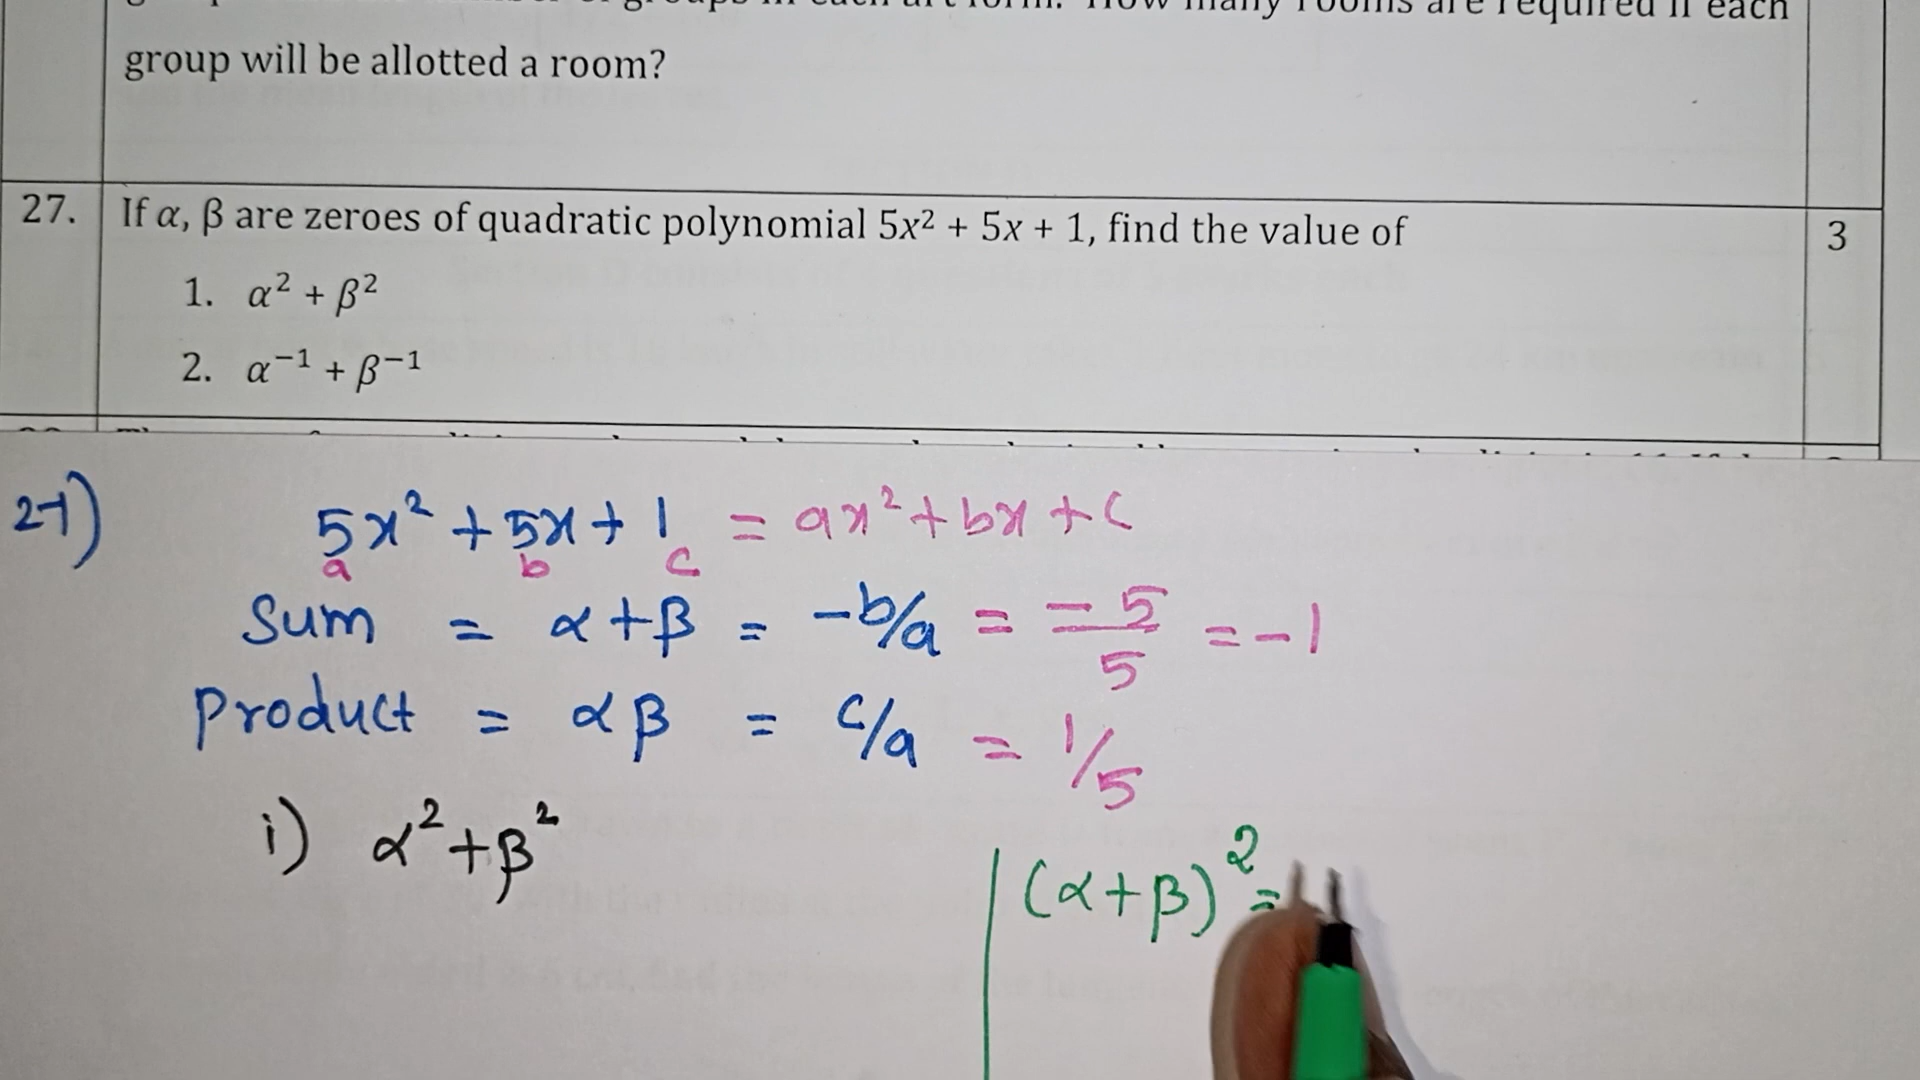 group will be allotted a room?
27. If α, β are zeroes of quadratic polynomial 5x² + 5x + 1, find the value of 3
1. α² + β²
2. α⁻¹ + β⁻¹
27) 5x² + 5x + 1 = ax² + bx + c
a b c
Sum = α + β = -b/a = -5/5 = -1
Product = αβ = c/a = 1/5
i) α² + β²
(α + β)² =